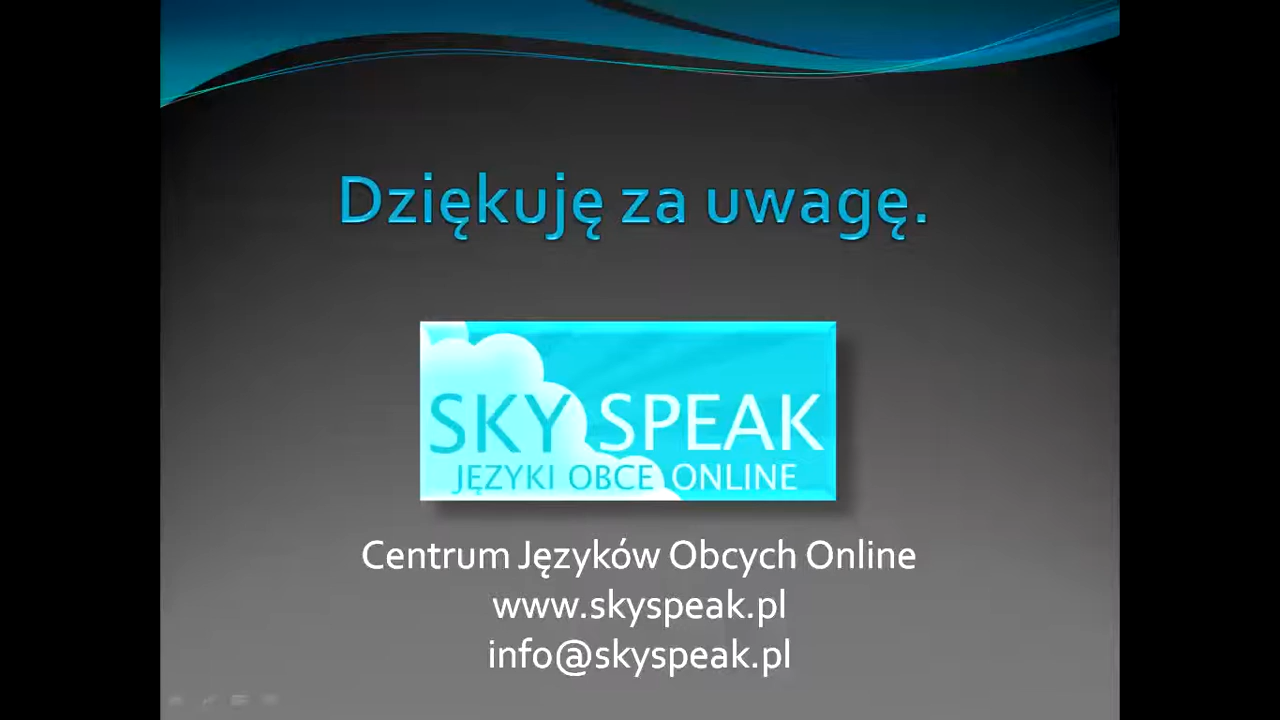 Dziękuję za uwagę.
SKY SPEAK
JĘZYKI OBCE ONLINE
Centrum Języków Obcych Online
www.skyspeak.pl
info@skyspeak.pl